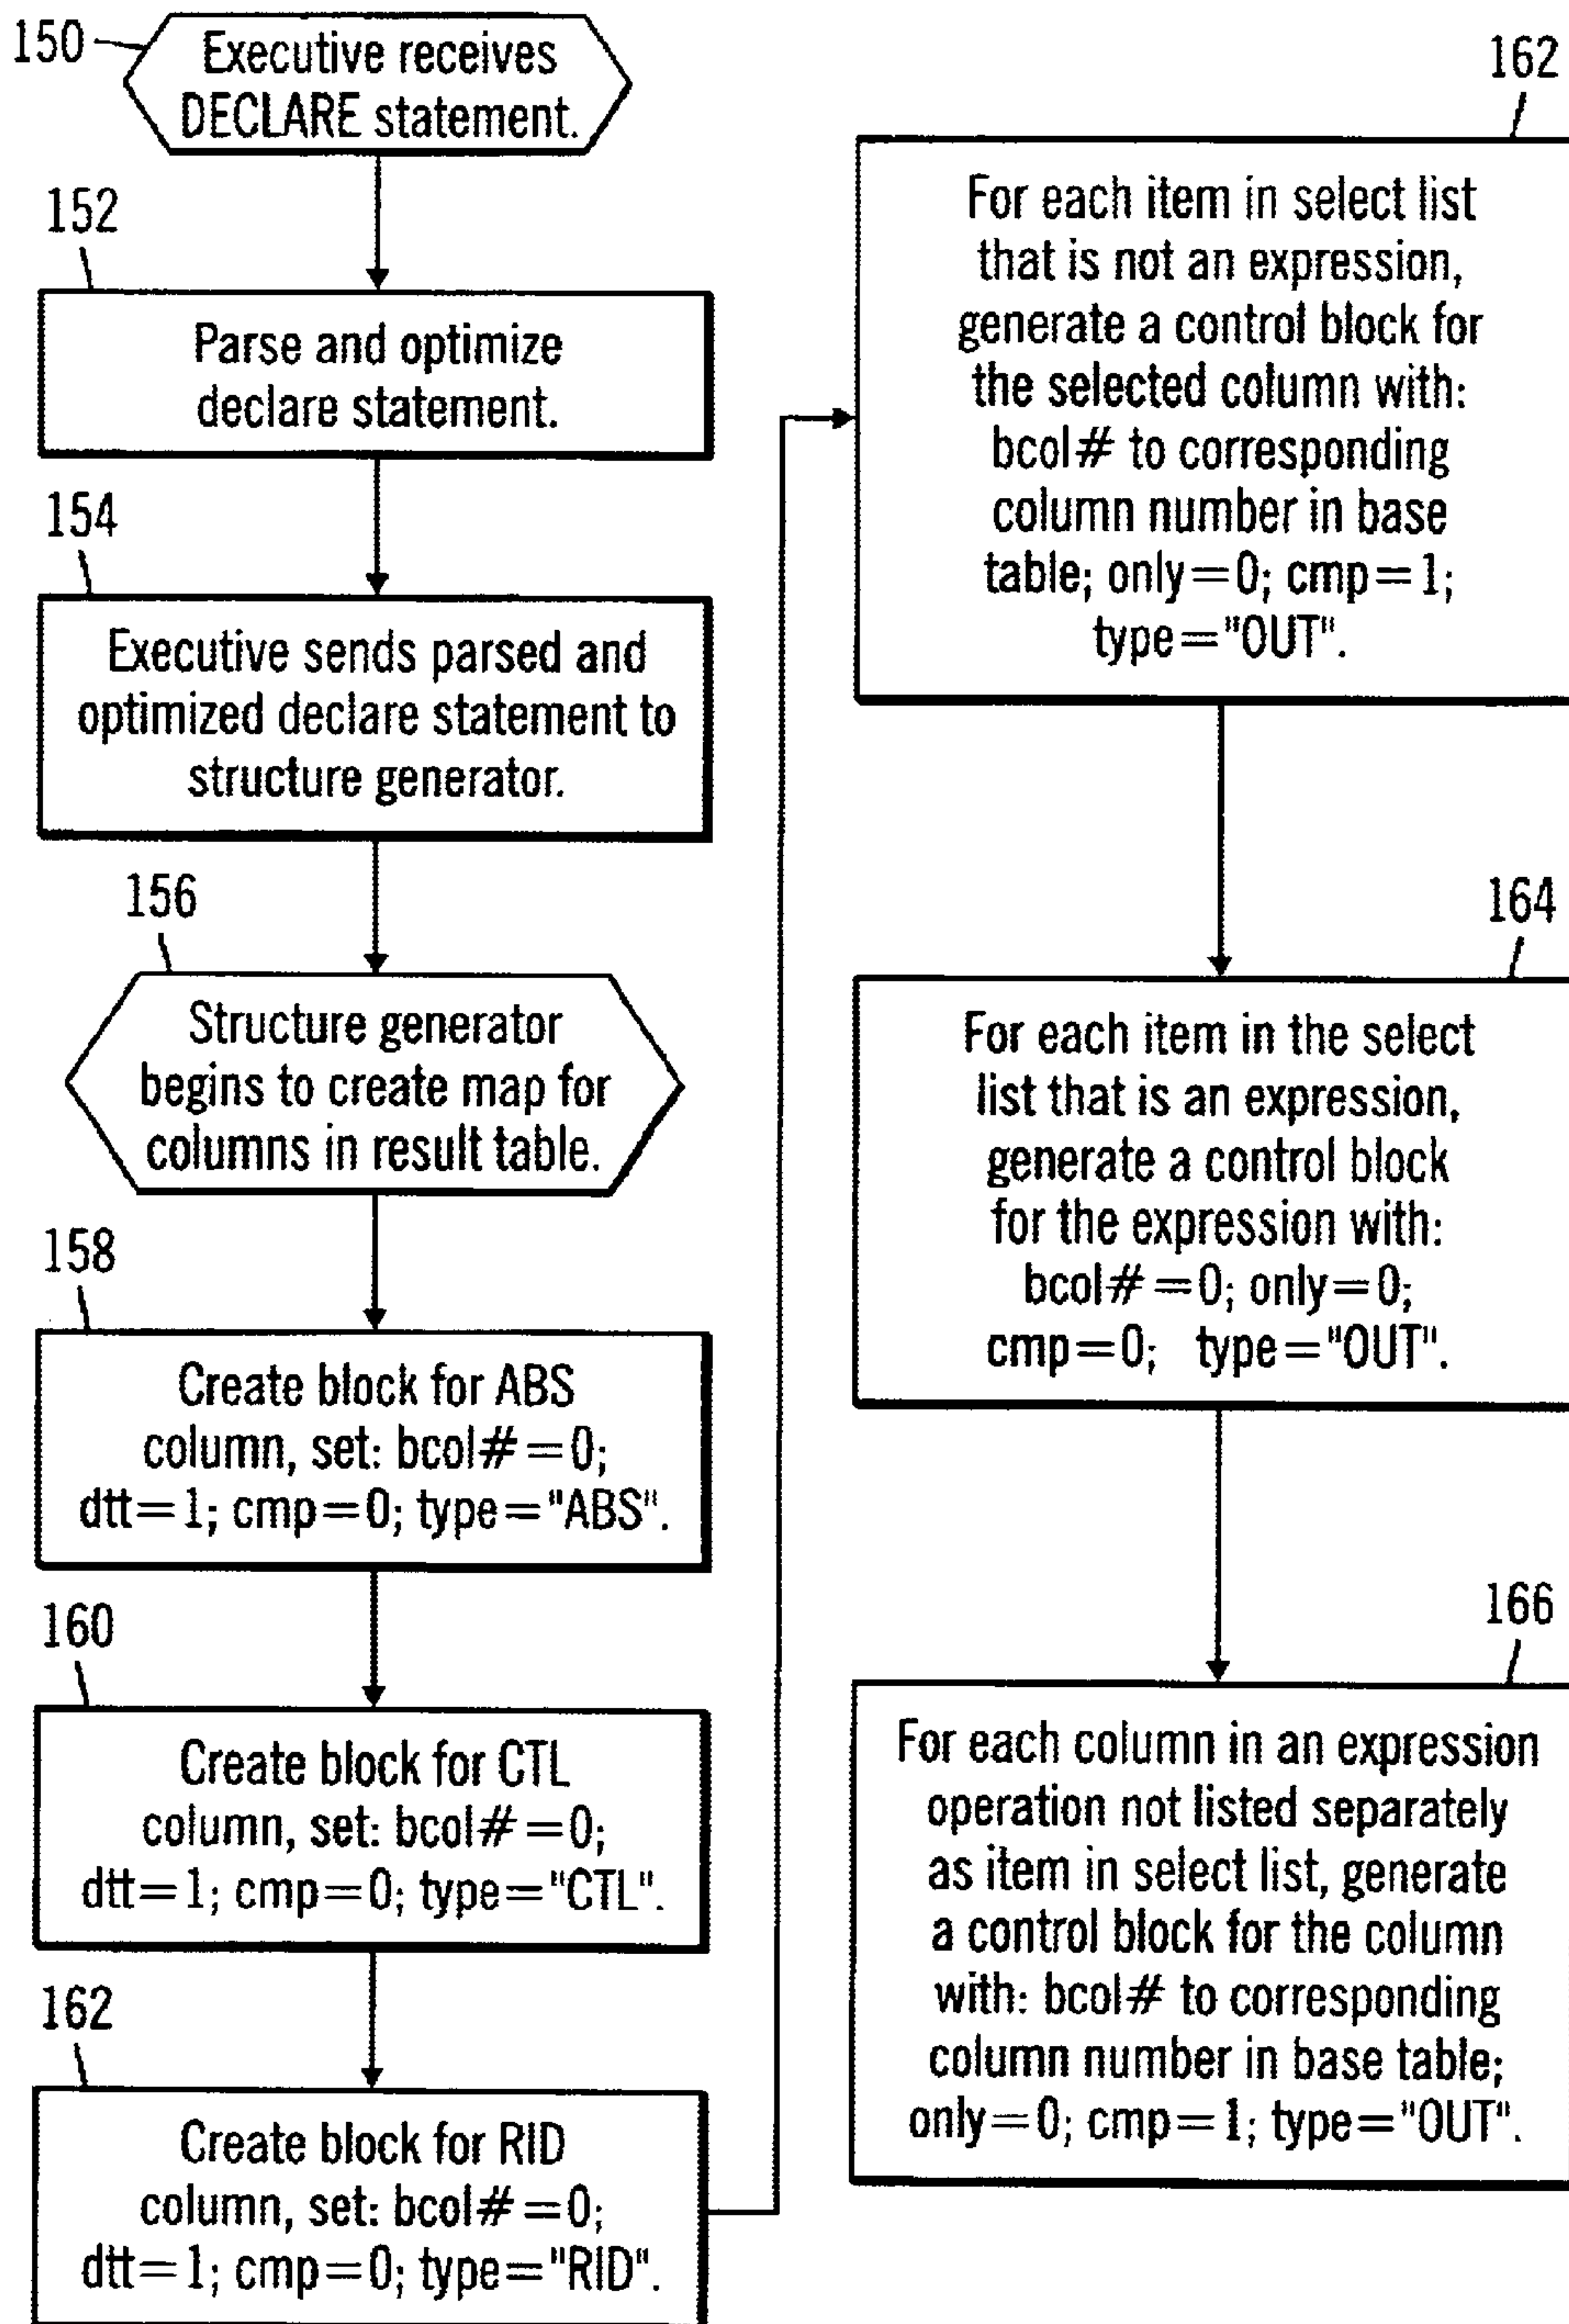 150
Executive receives
DECLARE statement.
152
Parse and optimize
declare statement.
154
Executive sends parsed and
optimized declare statement to
structure generator.
156
Structure generator
begins to create map for
columns in result table.
158
Create block for ABS
column, set: bcol#=0;
dtt=1; cmp=0; type="ABS".
160
Create block for CTL
column, set: bcol#=0;
dtt=1; cmp=0; type="CTL".
162
Create block for RID
column, set: bcol#=0;
dtt=1; cmp=0; type="RID".
162
For each item in select list
that is not an expression,
generate a control block for
the selected column with:
bcol# to corresponding
column number in base
table; only=0; cmp=1;
type="OUT".
164
For each item in the select
list that is an expression,
generate a control block
for the expression with:
bcol#=0; only=0;
cmp=0; type="OUT".
166
For each column in an expression
operation not listed separately
as item in select list, generate
a control block for the column
with: bcol# to corresponding
column number in base table;
only=0; cmp=1; type="OUT".